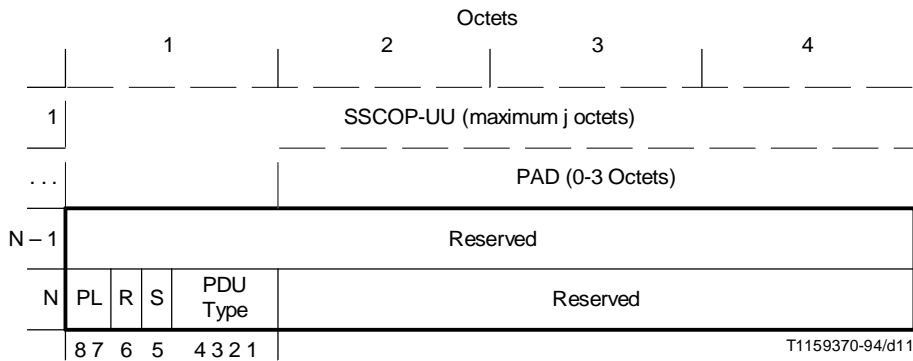 Octets
1 2 3 4
1 SSCOP-UU (maximum j octets)
. . . PAD (0-3 Octets)
N – 1 Reserved
N PL R S PDU Type Reserved
8 7 6 5 4 3 2 1
T1159370-94/d11